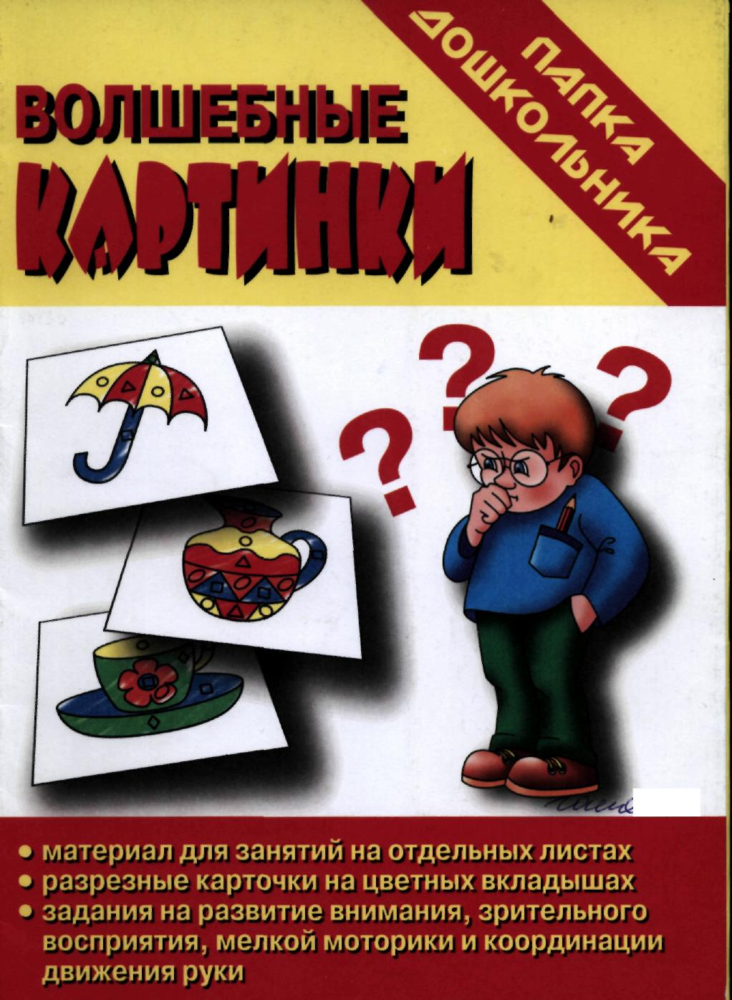 ПАПКА
ДОШКОЛЬНИКА
ВОЛШЕБНЫЕ
КАРТИНКИ
• материал для занятий на отдельных листах
• разрезные карточки на цветных вкладышах
• задания на развитие внимания, зрительного
восприятия, мелкой моторики и координации
движения руки